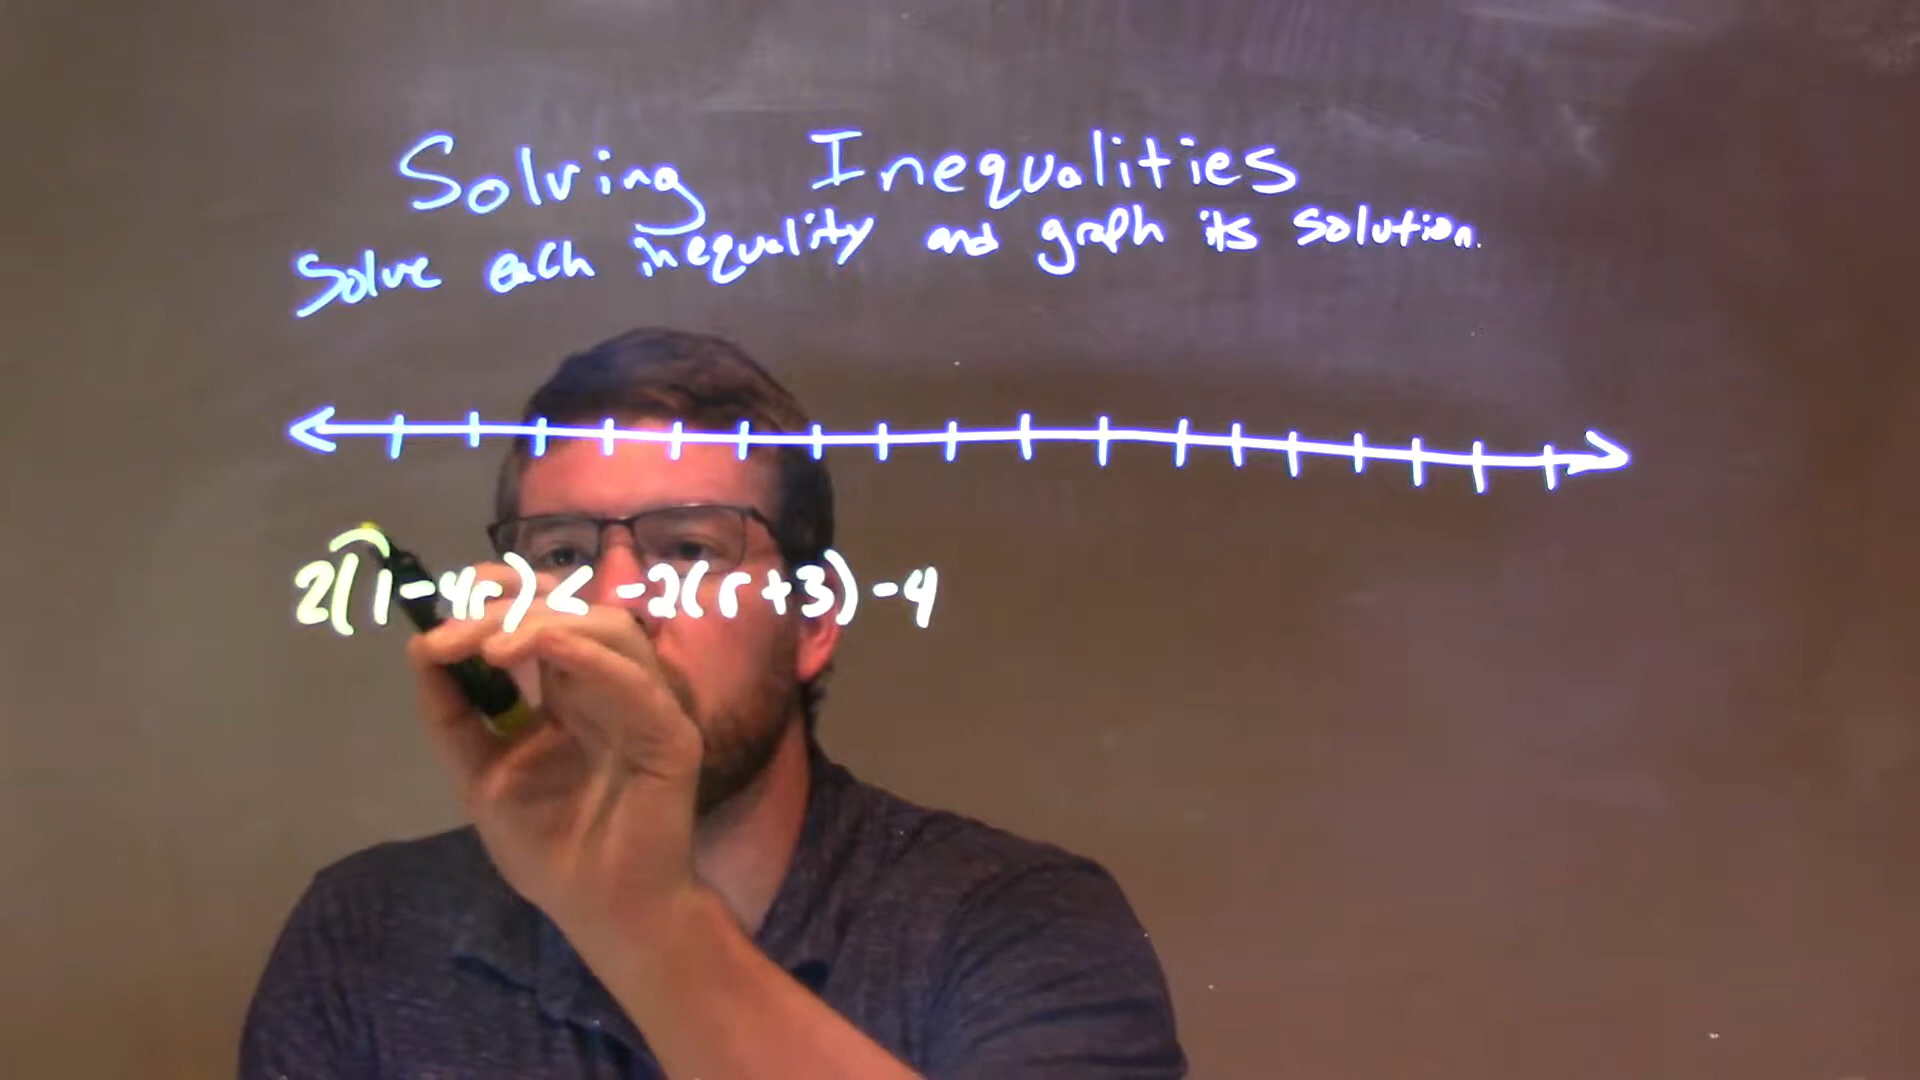 Solving Inequalities
Solve each inequality and graph its solution.
2(1-4r) < -2(r+3) -4